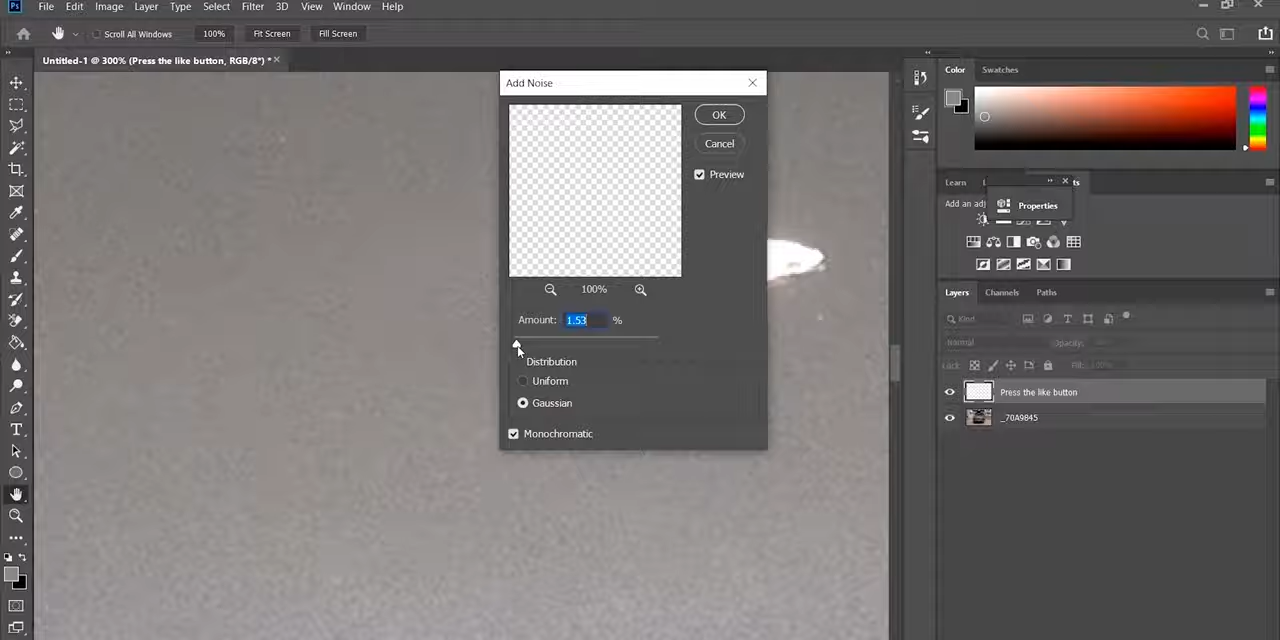 Ps File Edit Image Layer Type Select Filter 3D View Window Help
Scroll All Windows 100% Fit Screen Fill Screen
Untitled-1 @ 300% (Press the like button, RGB/8*) *
Add Noise
OK
Cancel
Preview
100%
Amount: 1.53 %
Distribution
Uniform
Gaussian
Monochromatic
Color Swatches
Learn
Properties
Add an adj
Layers Channels Paths
Kind
Normal Opacity:
Lock: Fill: 100%
Press the like button
_70A9845